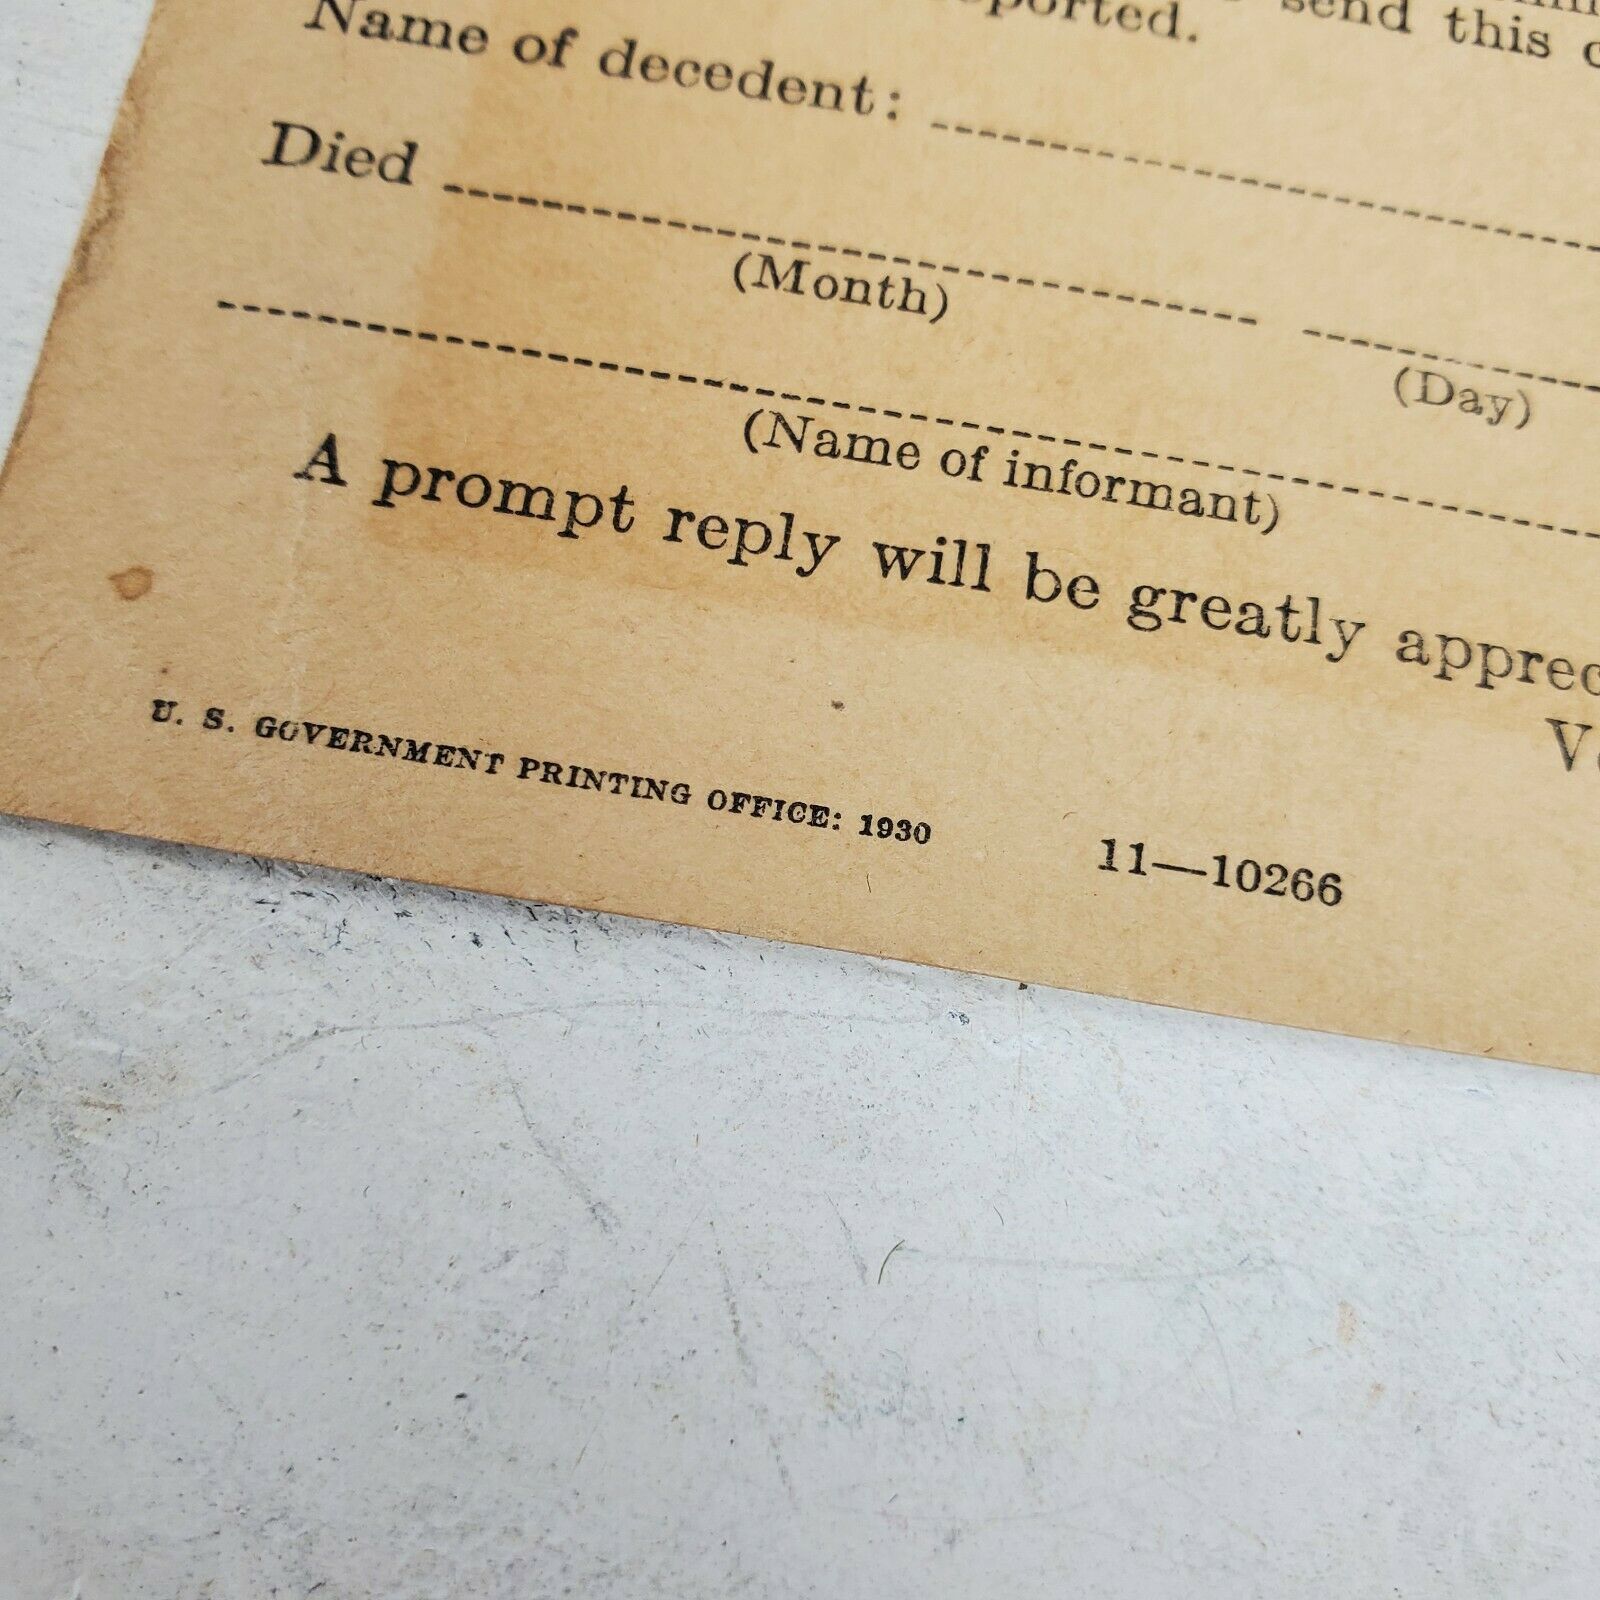 send this
Name of decedent:
Died
(Month) (Day)
(Name of informant)
A prompt reply will be greatly
U. S. GOVERNMENT PRINTING OFFICE: 1930 11—10266